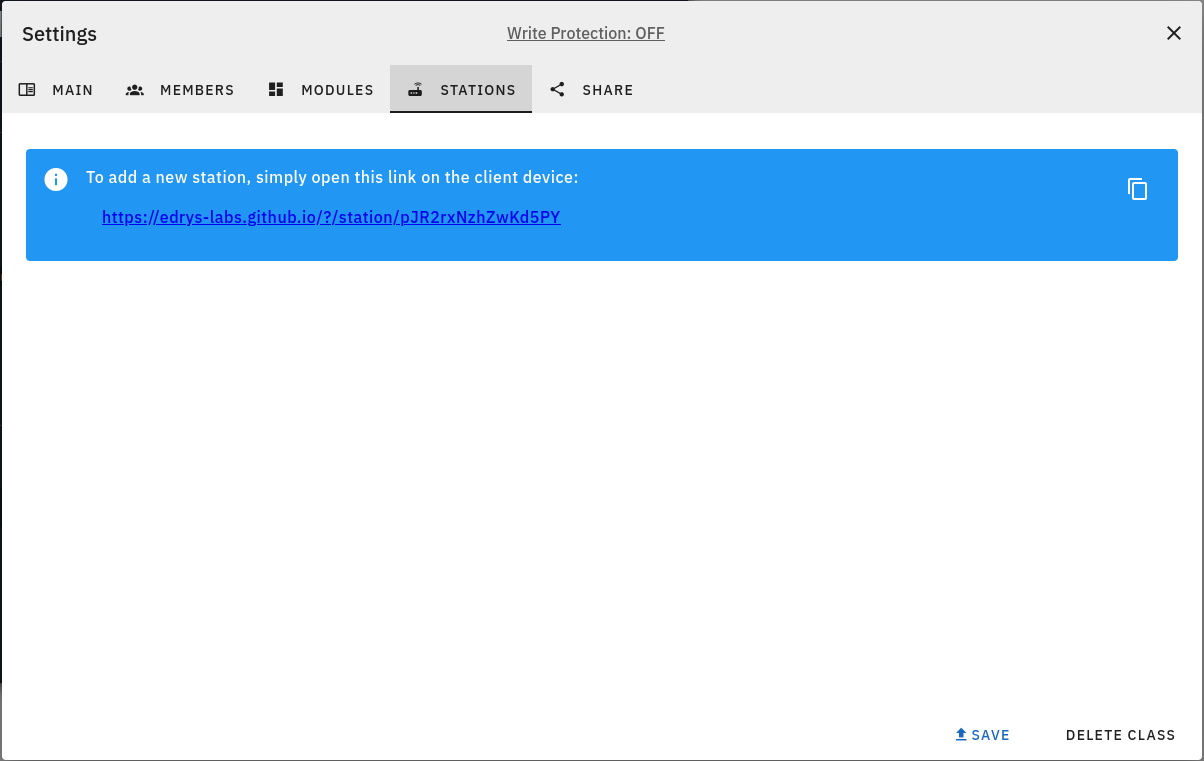 Settings
Write Protection: OFF
MAIN
MEMBERS
MODULES
STATIONS
SHARE
To add a new station, simply open this link on the client device:
https://edrys-labs.github.io/?/station/pJR2rxNzhZwKd5PY
SAVE
DELETE CLASS